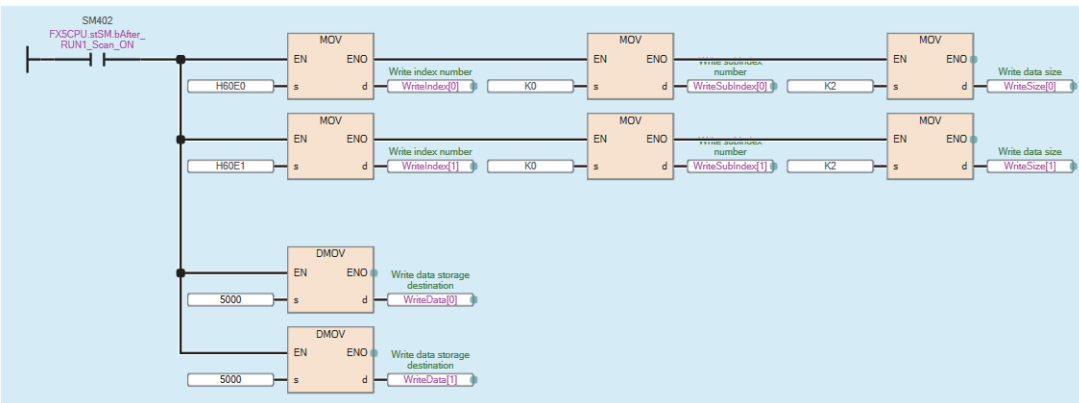 SM402
FX5CPU.stSM.bAfter_
RUN1_Scan_ON
MOV
MOV
MOV
EN ENO
EN ENO
EN ENO
Write index number
number
Write data size
H60E0 s d WriteIndex[0]
K0 s d WriteSubIndex[0]
K2 s d WriteSize[0]
MOV
MOV
MOV
EN ENO
EN ENO
EN ENO
Write index number
number
Write data size
H60E1 s d WriteIndex[1]
K0 s d WriteSubIndex[1]
K2 s d WriteSize[1]
DMOV
EN ENO
Write data storage
destination
5000 s d WriteData[0]
DMOV
EN ENO
Write data storage
destination
5000 s d WriteData[1]